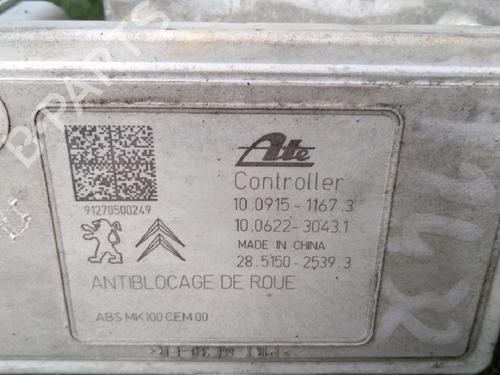 B-PARTS
Ate
91270500249
Controller
10.0915-1167.3
10.0622-3043.1
MADE IN CHINA
28.5150-2539.3
ANTIBLOCAGE DE ROUE
ABS MK100 CEM 00